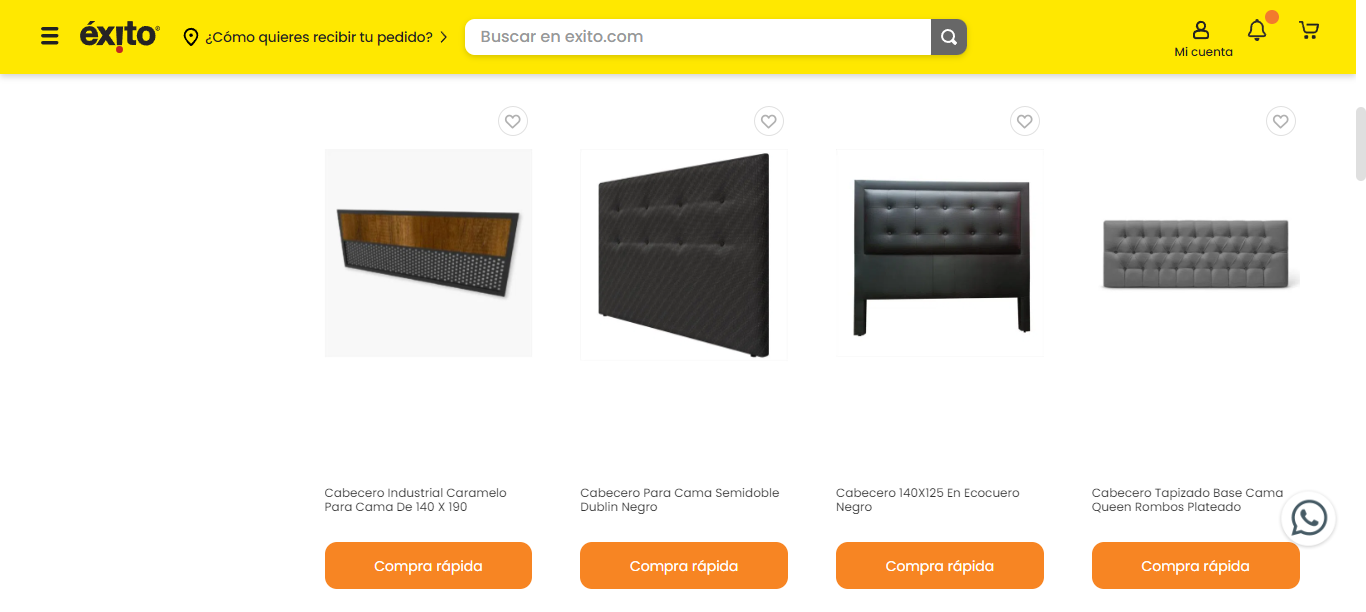 éxito®
¿Cómo quieres recibir tu pedido?
Buscar en exito.com
Mi cuenta
Cabecero Industrial Caramelo
Para Cama De 140 X 190
Cabecero Para Cama Semidoble
Dublin Negro
Cabecero 140X125 En Ecocuero
Negro
Cabecero Tapizado Base Cama
Queen Rombos Plateado
Compra rápida
Compra rápida
Compra rápida
Compra rápida